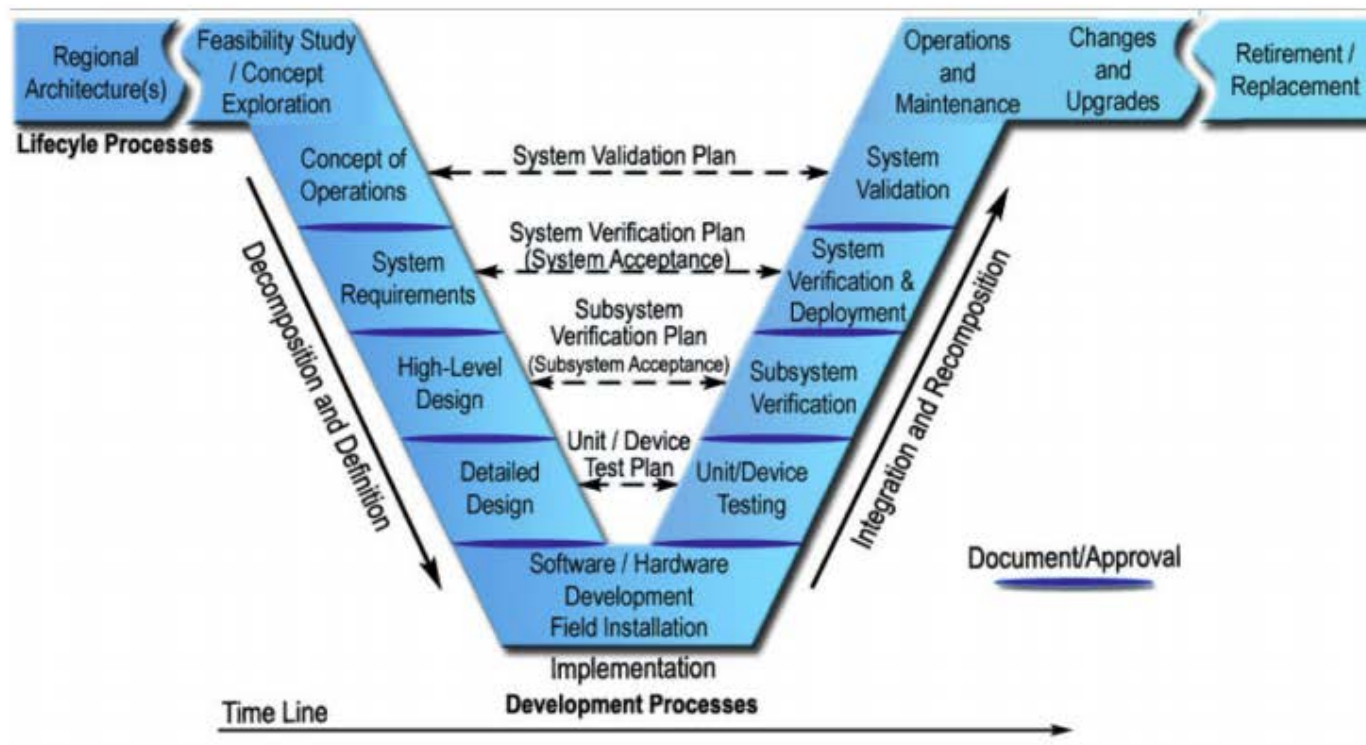 Regional
Architecture(s)
Feasibility Study
/ Concept
Exploration
Operations
and
Maintenance
Changes
and
Upgrades
Retirement /
Replacement
Lifecyle Processes
Concept of
Operations
System Validation Plan
System
Validation
System
Requirements
System Verification Plan
(System Acceptance)
System
Verification &
Deployment
High-Level
Design
Subsystem
Verification Plan
(Subsystem Acceptance)
Subsystem
Verification
Detailed
Design
Unit / Device
Test Plan
Unit/Device
Testing
Decomposition and Definition
Integration and Recomposition
Software / Hardware
Development
Field Installation
Document/Approval
Implementation
Development Processes
Time Line